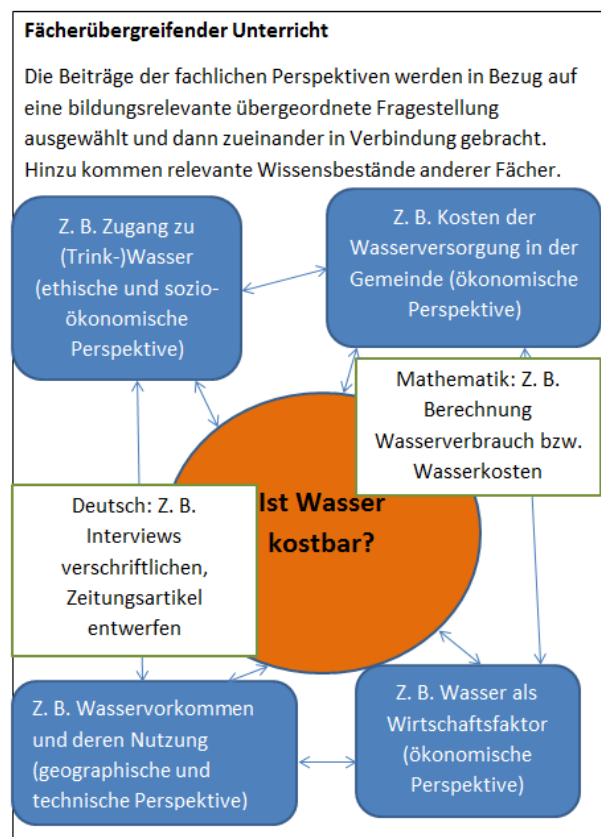 Fächerübergreifender Unterricht
Die Beiträge der fachlichen Perspektiven werden in Bezug auf
eine bildungsrelevante übergeordnete Fragestellung
ausgewählt und dann zueinander in Verbindung gebracht.
Hinzu kommen relevante Wissensbestände anderer Fächer.
Z. B. Zugang zu
(Trink-)Wasser
(ethische und sozio-
ökonomische
Perspektive)
Z. B. Kosten der
Wasserversorgung in der
Gemeinde (ökonomische
Perspektive)
Mathematik: Z. B.
Berechnung
Wasserverbrauch bzw.
Wasserkosten
Ist Wasser
kostbar?
Deutsch: Z. B.
Interviews
verschriftlichen,
Zeitungsartikel
entwerfen
Z. B. Wasservorkommen
und deren Nutzung
(geographische und
technische Perspektive)
Z. B. Wasser als
Wirtschaftsfaktor
(ökonomische
Perspektive)